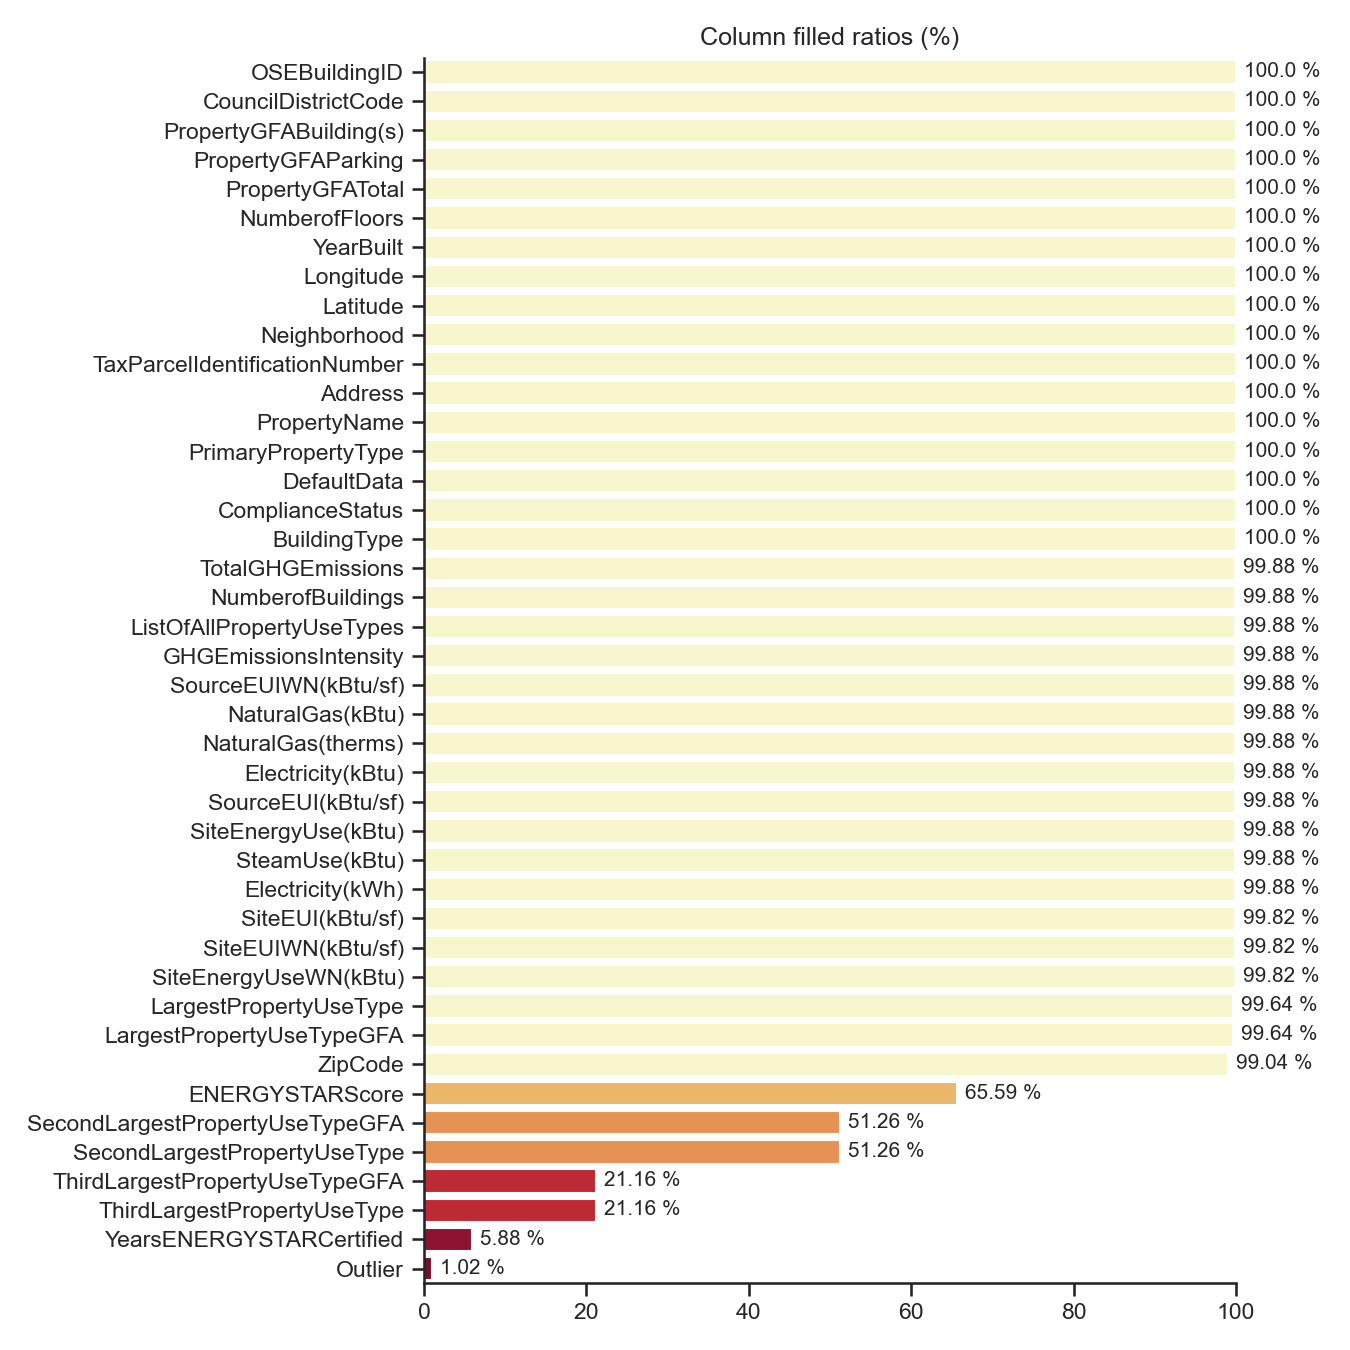 Column filled ratios (%)
OSEBuildingID 100.0 %
CouncilDistrictCode 100.0 %
PropertyGFABuilding(s) 100.0 %
PropertyGFAParking 100.0 %
PropertyGFATotal 100.0 %
NumberofFloors 100.0 %
YearBuilt 100.0 %
Longitude 100.0 %
Latitude 100.0 %
Neighborhood 100.0 %
TaxParcelIdentificationNumber 100.0 %
Address 100.0 %
PropertyName 100.0 %
PrimaryPropertyType 100.0 %
DefaultData 100.0 %
ComplianceStatus 100.0 %
BuildingType 100.0 %
TotalGHGEmissions 99.88 %
NumberofBuildings 99.88 %
ListOfAllPropertyUseTypes 99.88 %
GHGEmissionsIntensity 99.88 %
SourceEUIWN(kBtu/sf) 99.88 %
NaturalGas(kBtu) 99.88 %
NaturalGas(therms) 99.88 %
Electricity(kBtu) 99.88 %
SourceEUI(kBtu/sf) 99.88 %
SiteEnergyUse(kBtu) 99.88 %
SteamUse(kBtu) 99.88 %
Electricity(kWh) 99.88 %
SiteEUI(kBtu/sf) 99.82 %
SiteEUIWN(kBtu/sf) 99.82 %
SiteEnergyUseWN(kBtu) 99.82 %
LargestPropertyUseType 99.64 %
LargestPropertyUseTypeGFA 99.64 %
ZipCode 99.04 %
ENERGYSTARScore 65.59 %
SecondLargestPropertyUseTypeGFA 51.26 %
SecondLargestPropertyUseType 51.26 %
ThirdLargestPropertyUseTypeGFA 21.16 %
ThirdLargestPropertyUseType 21.16 %
YearsENERGYSTARCertified 5.88 %
Outlier 1.02 %
0 20 40 60 80 100